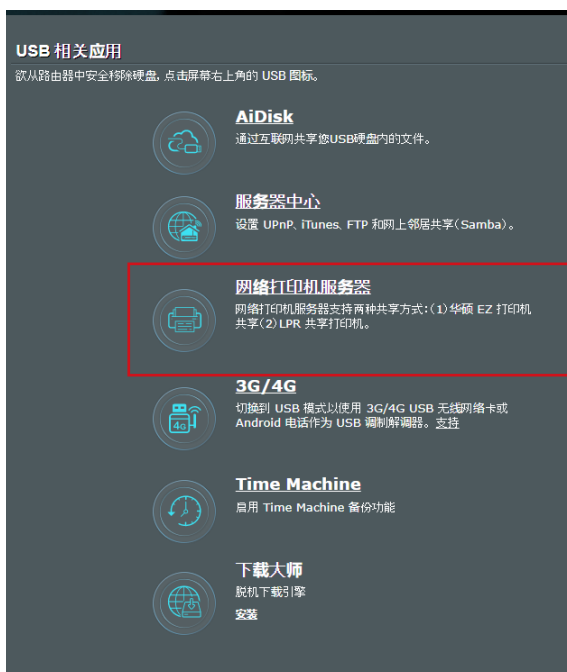 USB 相关应用
欲从路由器中安全移除硬盘, 点击屏幕右上角的 USB 图标。
AiDisk
通过互联网共享您USB硬盘内的文件。
服务器中心
设置 UPnP、iTunes、FTP 和网上邻居共享(Samba)。
网络打印机服务器
网络打印机服务器支持两种共享方式:(1)华硕 EZ 打印机
共享(2)LPR 共享打印机。
3G/4G
切换到 USB 模式以使用 3G/4G USB 无线网络卡或
Android 电话作为 USB 调制解调器。支持
4G
Time Machine
启用 Time Machine 备份功能
下载大师
脱机下载引擎
安装